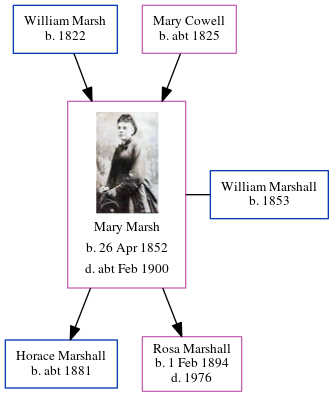 William Marsh
b. 1822
Mary Cowell
b. abt 1825
Mary Marsh
b. 26 Apr 1852
d. abt Feb 1900
William Marshall
b. 1853
Horace Marshall
b. abt 1881
Rosa Marshall
b. 1 Feb 1894
d. 1976